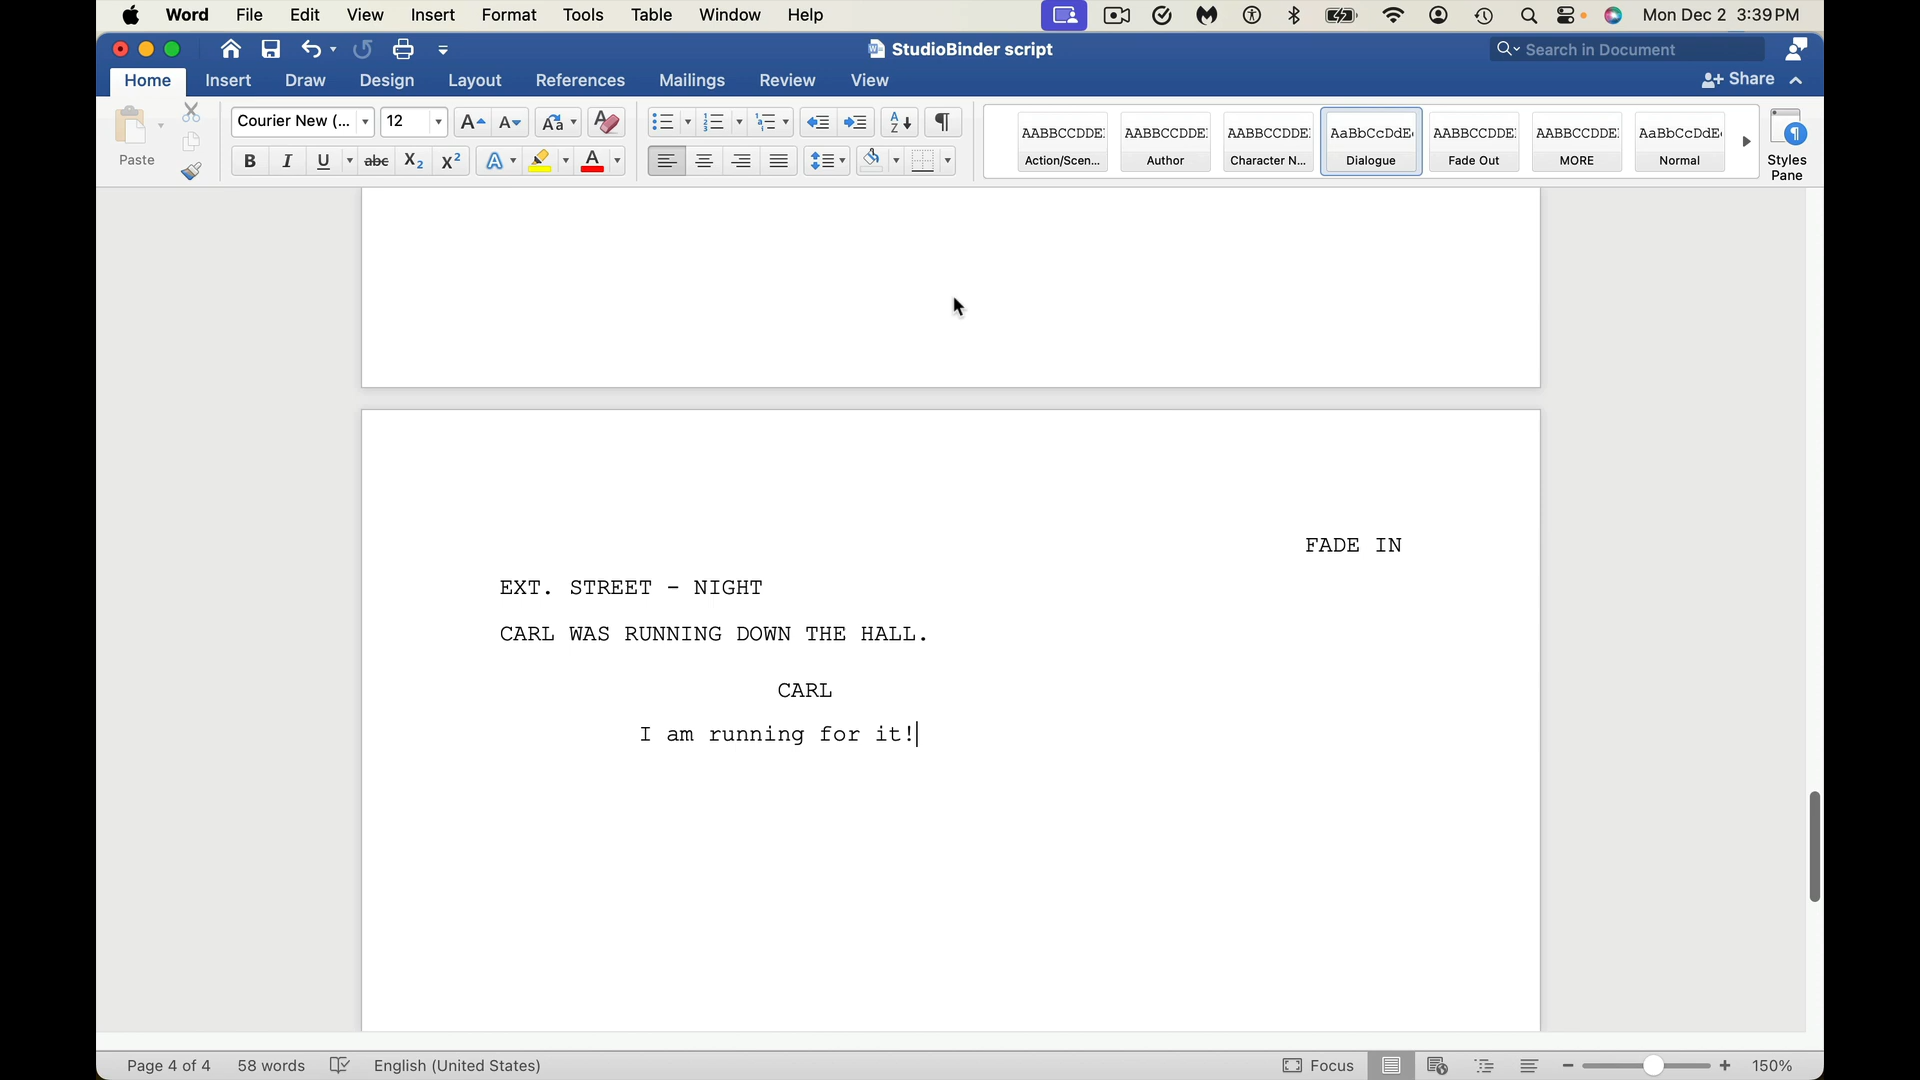 Word File Edit View Insert Format Tools Table Window Help Mon Dec 2 3:39 PM
StudioBinder script
Search in Document
Home Insert Draw Design Layout References Mailings Review View
Share
Paste
Courier New (... 12
AABBCCDDE AABBCCDDE AABBCCDDE AaBbCcDdE AABBCCDDE AABBCCDDE AaBbCcDdE
Action/Scen... Author Character N... Dialogue Fade Out MORE Normal
Styles
Pane
FADE IN
EXT. STREET - NIGHT
CARL WAS RUNNING DOWN THE HALL.
CARL
I am running for it!
Page 4 of 4 58 words English (United States) Focus 150%